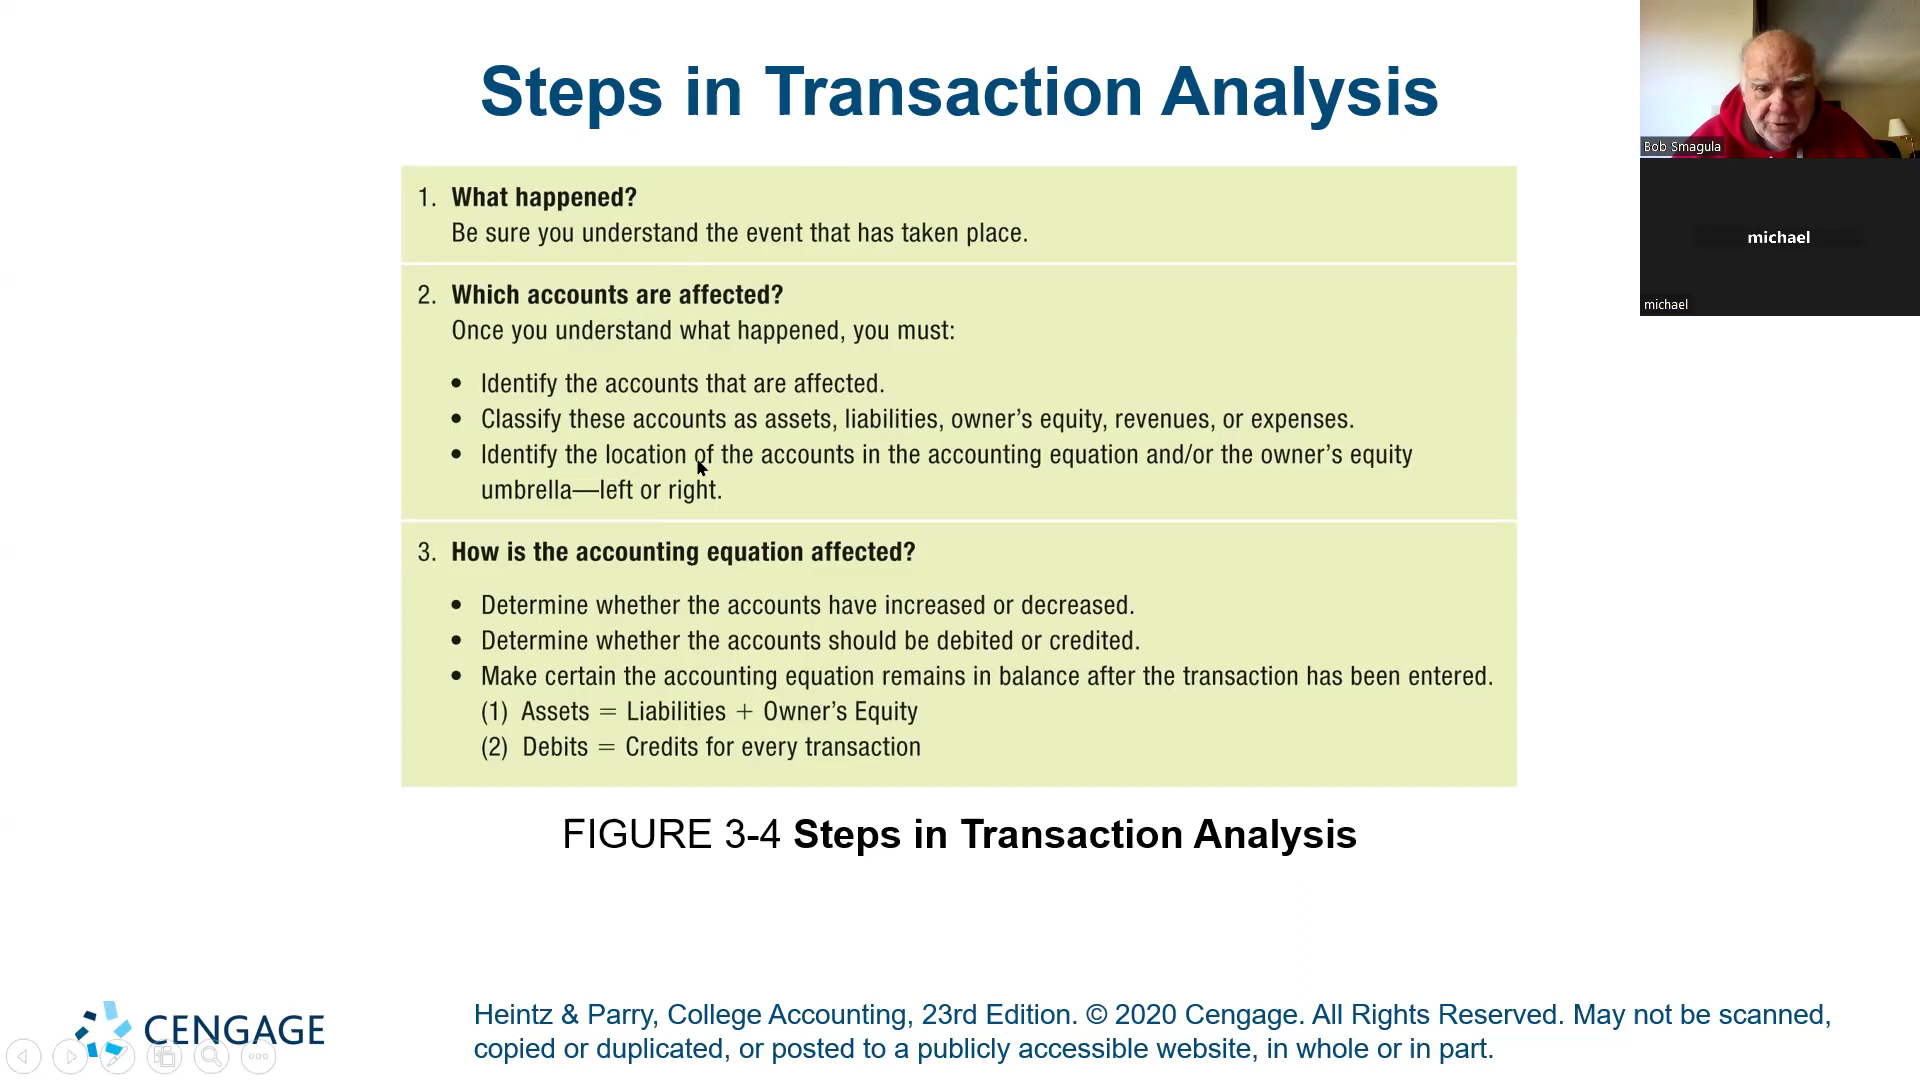 Steps in Transaction Analysis
1. What happened?
Be sure you understand the event that has taken place.
2. Which accounts are affected?
Once you understand what happened, you must:
• Identify the accounts that are affected.
• Classify these accounts as assets, liabilities, owner’s equity, revenues, or expenses.
• Identify the location of the accounts in the accounting equation and/or the owner’s equity
umbrella—left or right.
3. How is the accounting equation affected?
• Determine whether the accounts have increased or decreased.
• Determine whether the accounts should be debited or credited.
• Make certain the accounting equation remains in balance after the transaction has been entered.
(1) Assets = Liabilities + Owner’s Equity
(2) Debits = Credits for every transaction
FIGURE 3-4 Steps in Transaction Analysis
CENGAGE
Heintz & Parry, College Accounting, 23rd Edition. © 2020 Cengage. All Rights Reserved. May not be scanned,
copied or duplicated, or posted to a publicly accessible website, in whole or in part.
Bob Smagula
michael
michael